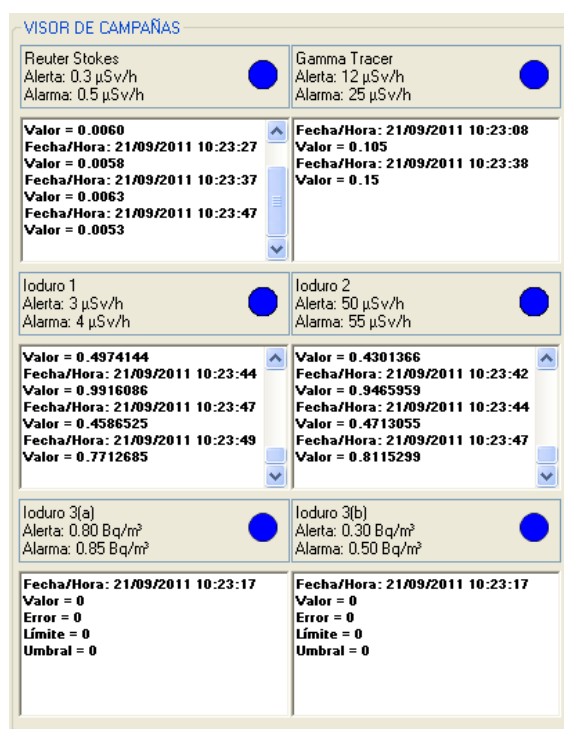 VISOR DE CAMPAÑAS
Reuter Stokes
Alerta: 0.3 µSv/h
Alarma: 0.5 µSv/h
Gamma Tracer
Alerta: 12 µSv/h
Alarma: 25 µSv/h
Valor = 0.0060
Fecha/Hora: 21/09/2011 10:23:27
Valor = 0.0058
Fecha/Hora: 21/09/2011 10:23:37
Valor = 0.0063
Fecha/Hora: 21/09/2011 10:23:47
Valor = 0.0053
Fecha/Hora: 21/09/2011 10:23:08
Valor = 0.105
Fecha/Hora: 21/09/2011 10:23:38
Valor = 0.15
Ioduro 1
Alerta: 3 µSv/h
Alarma: 4 µSv/h
Ioduro 2
Alerta: 50 µSv/h
Alarma: 55 µSv/h
Valor = 0.4974144
Fecha/Hora: 21/09/2011 10:23:44
Valor = 0.9916086
Fecha/Hora: 21/09/2011 10:23:47
Valor = 0.4586525
Fecha/Hora: 21/09/2011 10:23:49
Valor = 0.7712685
Valor = 0.4301366
Fecha/Hora: 21/09/2011 10:23:42
Valor = 0.9465959
Fecha/Hora: 21/09/2011 10:23:44
Valor = 0.4713055
Fecha/Hora: 21/09/2011 10:23:47
Valor = 0.8115299
Ioduro 3(a)
Alerta: 0.80 Bq/m³
Alarma: 0.85 Bq/m³
Ioduro 3(b)
Alerta: 0.30 Bq/m³
Alarma: 0.50 Bq/m³
Fecha/Hora: 21/09/2011 10:23:17
Valor = 0
Error = 0
Límite = 0
Umbral = 0
Fecha/Hora: 21/09/2011 10:23:17
Valor = 0
Error = 0
Límite = 0
Umbral = 0